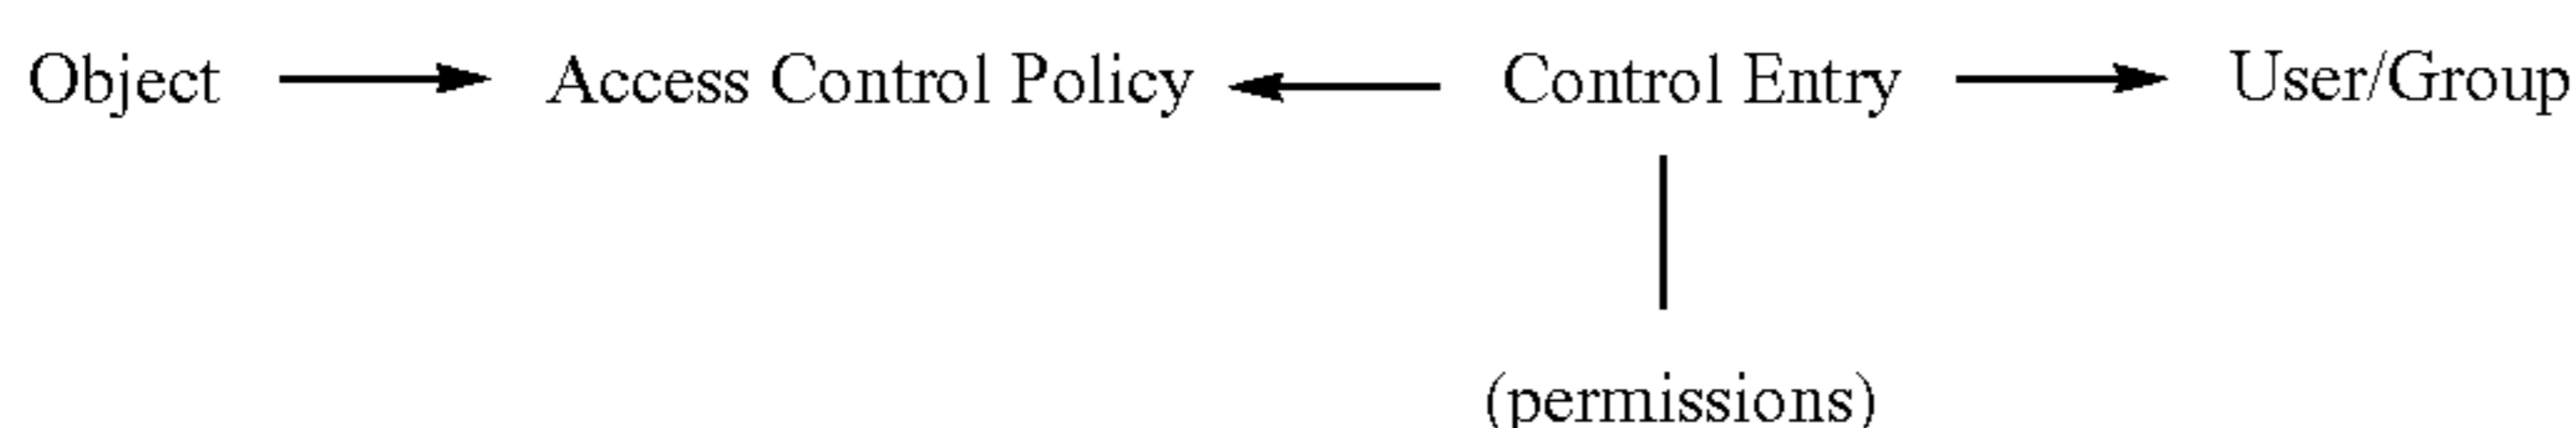 Object Access Control Policy Control Entry User/Group
(permissions)